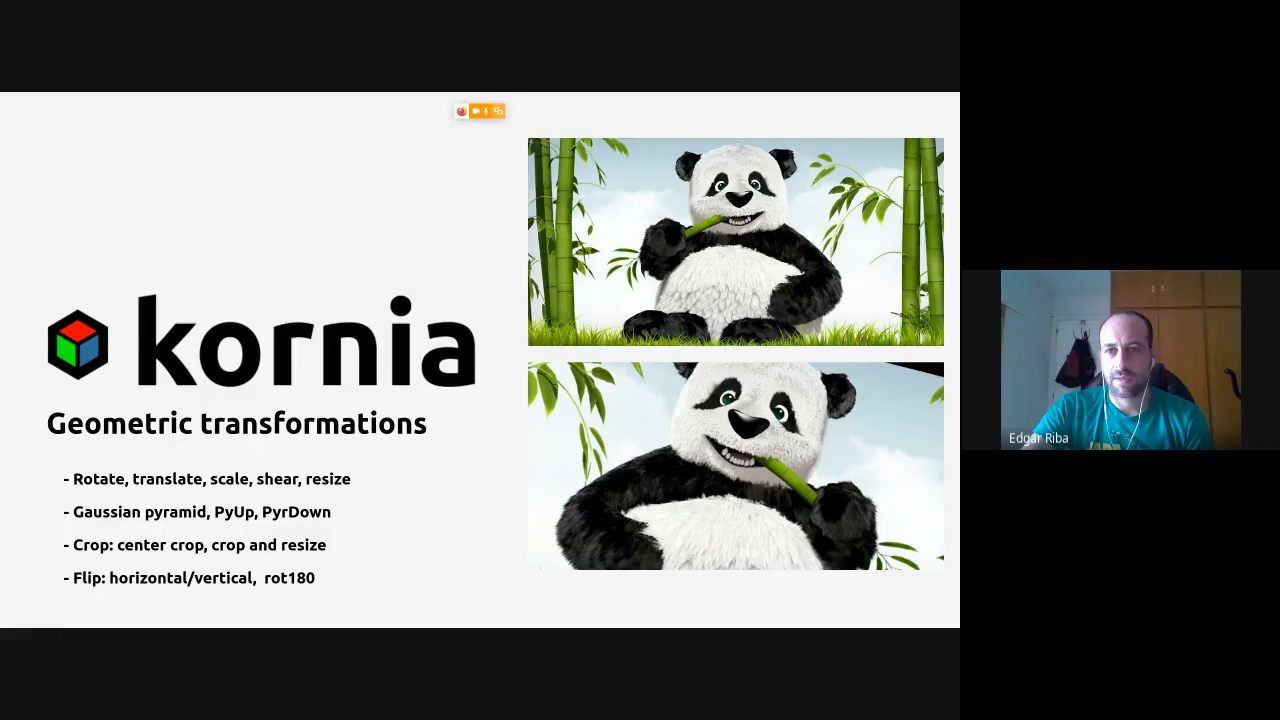 kornia
Geometric transformations
- Rotate, translate, scale, shear, resize
- Gaussian pyramid, PyUp, PyrDown
- Crop: center crop, crop and resize
- Flip: horizontal/vertical, rot180
Edgar Riba